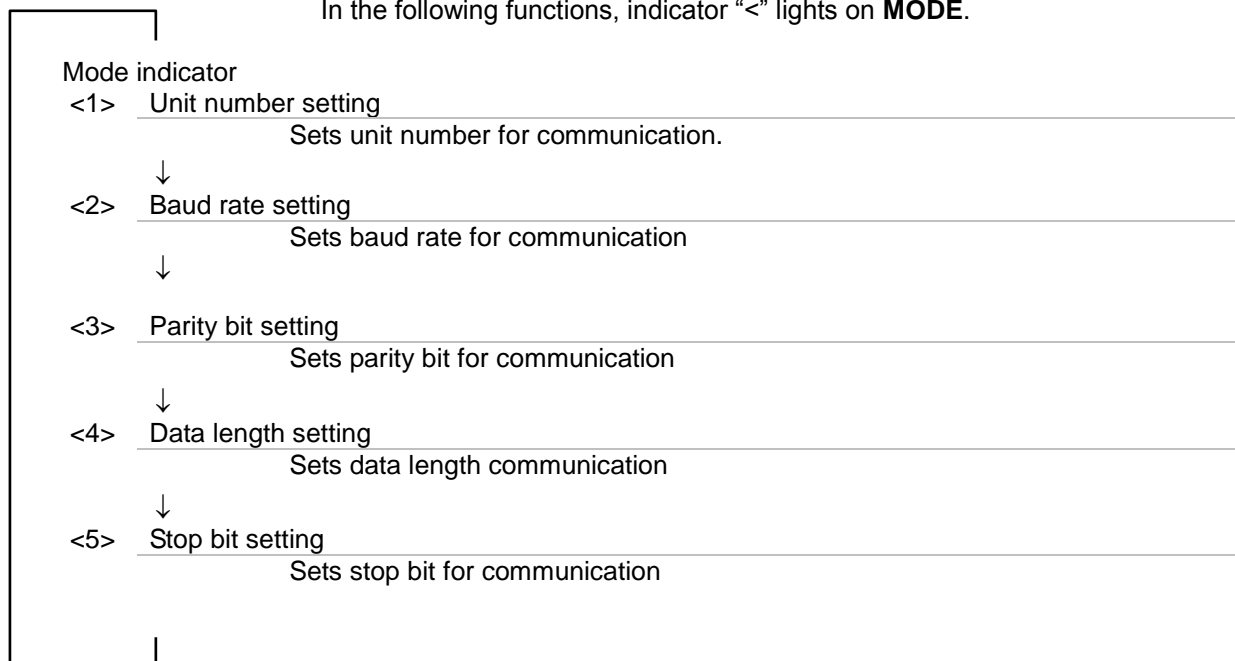 In the following functions, indicator “<” lights on MODE.
Mode indicator
<1> Unit number setting
Sets unit number for communication.
↓
<2> Baud rate setting
Sets baud rate for communication
↓
<3> Parity bit setting
Sets parity bit for communication
↓
<4> Data length setting
Sets data length communication
↓
<5> Stop bit setting
Sets stop bit for communication